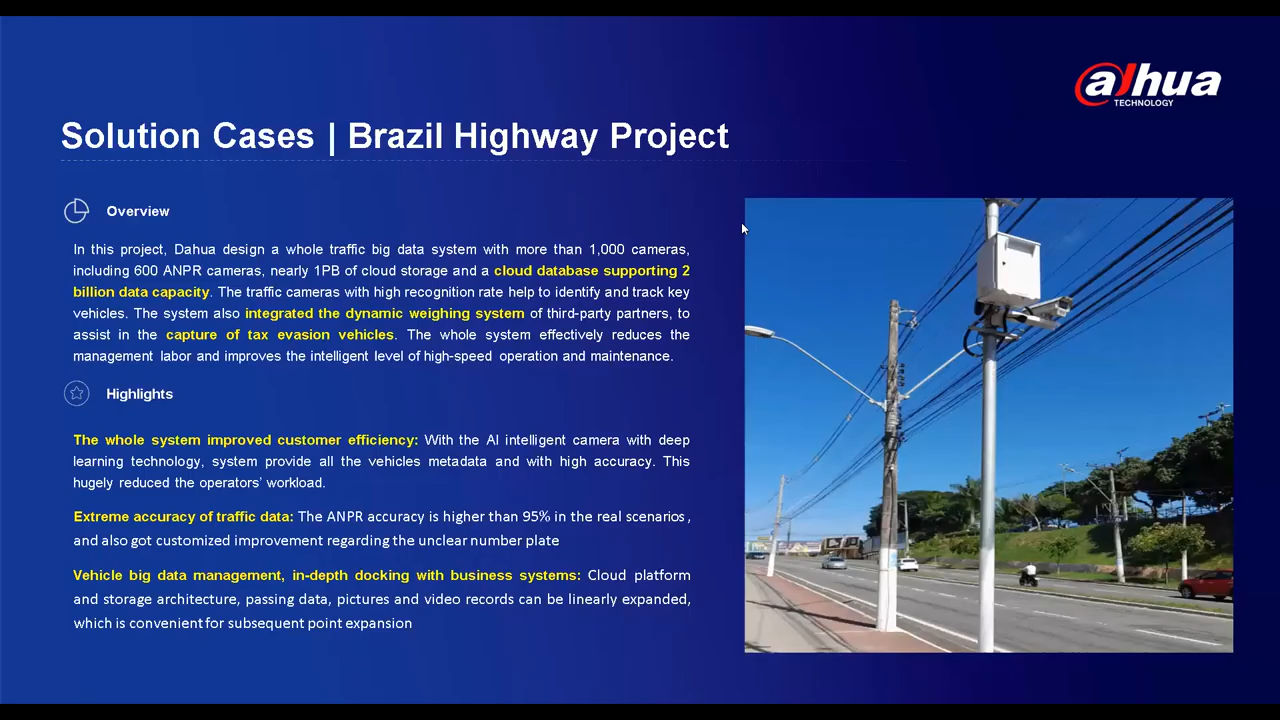 alhua
TECHNOLOGY
Solution Cases | Brazil Highway Project
Overview
In this project, Dahua design a whole traffic big data system with more than 1,000 cameras,
including 600 ANPR cameras, nearly 1PB of cloud storage and a cloud database supporting 2
billion data capacity. The traffic cameras with high recognition rate help to identify and track key
vehicles. The system also integrated the dynamic weighing system of third-party partners, to
assist in the capture of tax evasion vehicles. The whole system effectively reduces the
management labor and improves the intelligent level of high-speed operation and maintenance.
Highlights
The whole system improved customer efficiency: With the AI intelligent camera with deep
learning technology, system provide all the vehicles metadata and with high accuracy. This
hugely reduced the operators’ workload.
Extreme accuracy of traffic data: The ANPR accuracy is higher than 95% in the real scenarios,
and also got customized improvement regarding the unclear number plate
Vehicle big data management, in-depth docking with business systems: Cloud platform
and storage architecture, passing data, pictures and video records can be linearly expanded,
which is convenient for subsequent point expansion